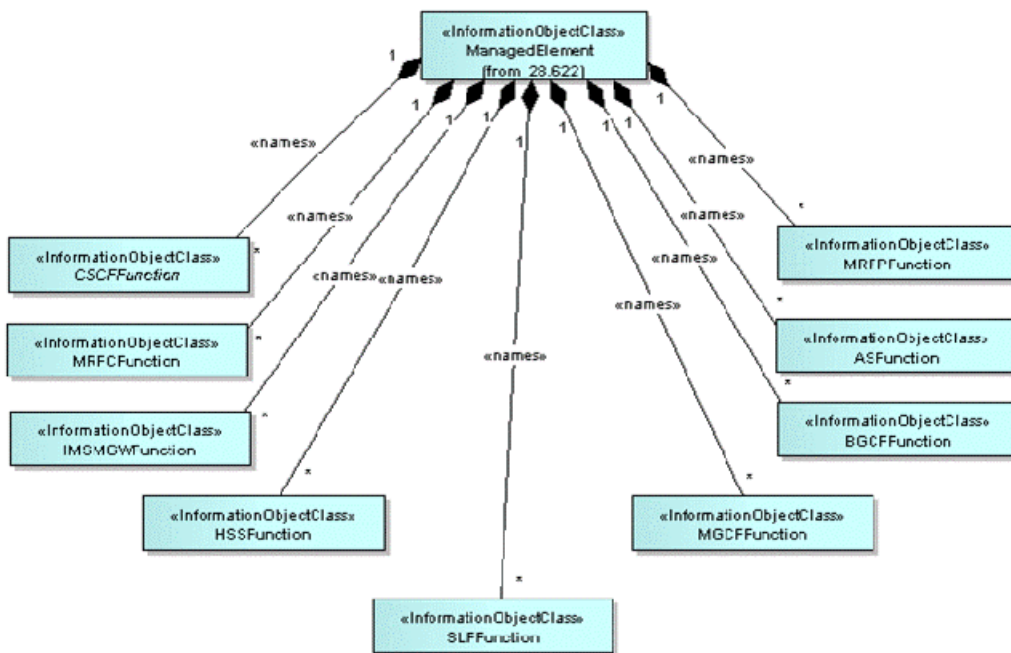 «InformationObjectClass»
ManagedElement
(from 28.622)
1
1
1
1
1
1
1
1
1
«names»
«names»
«names»
«names»
«names»
«names»
«names»
«names»
«names»
*
*
*
*
*
*
*
*
*
«InformationObjectClass»
CSCFFunction
«InformationObjectClass»
MRFCFunction
«InformationObjectClass»
IMSMGWFunction
«InformationObjectClass»
HSSFunction
«InformationObjectClass»
SLFFunction
«InformationObjectClass»
MGCFFunction
«InformationObjectClass»
BGCFFunction
«InformationObjectClass»
ASFunction
«InformationObjectClass»
MRFPFunction